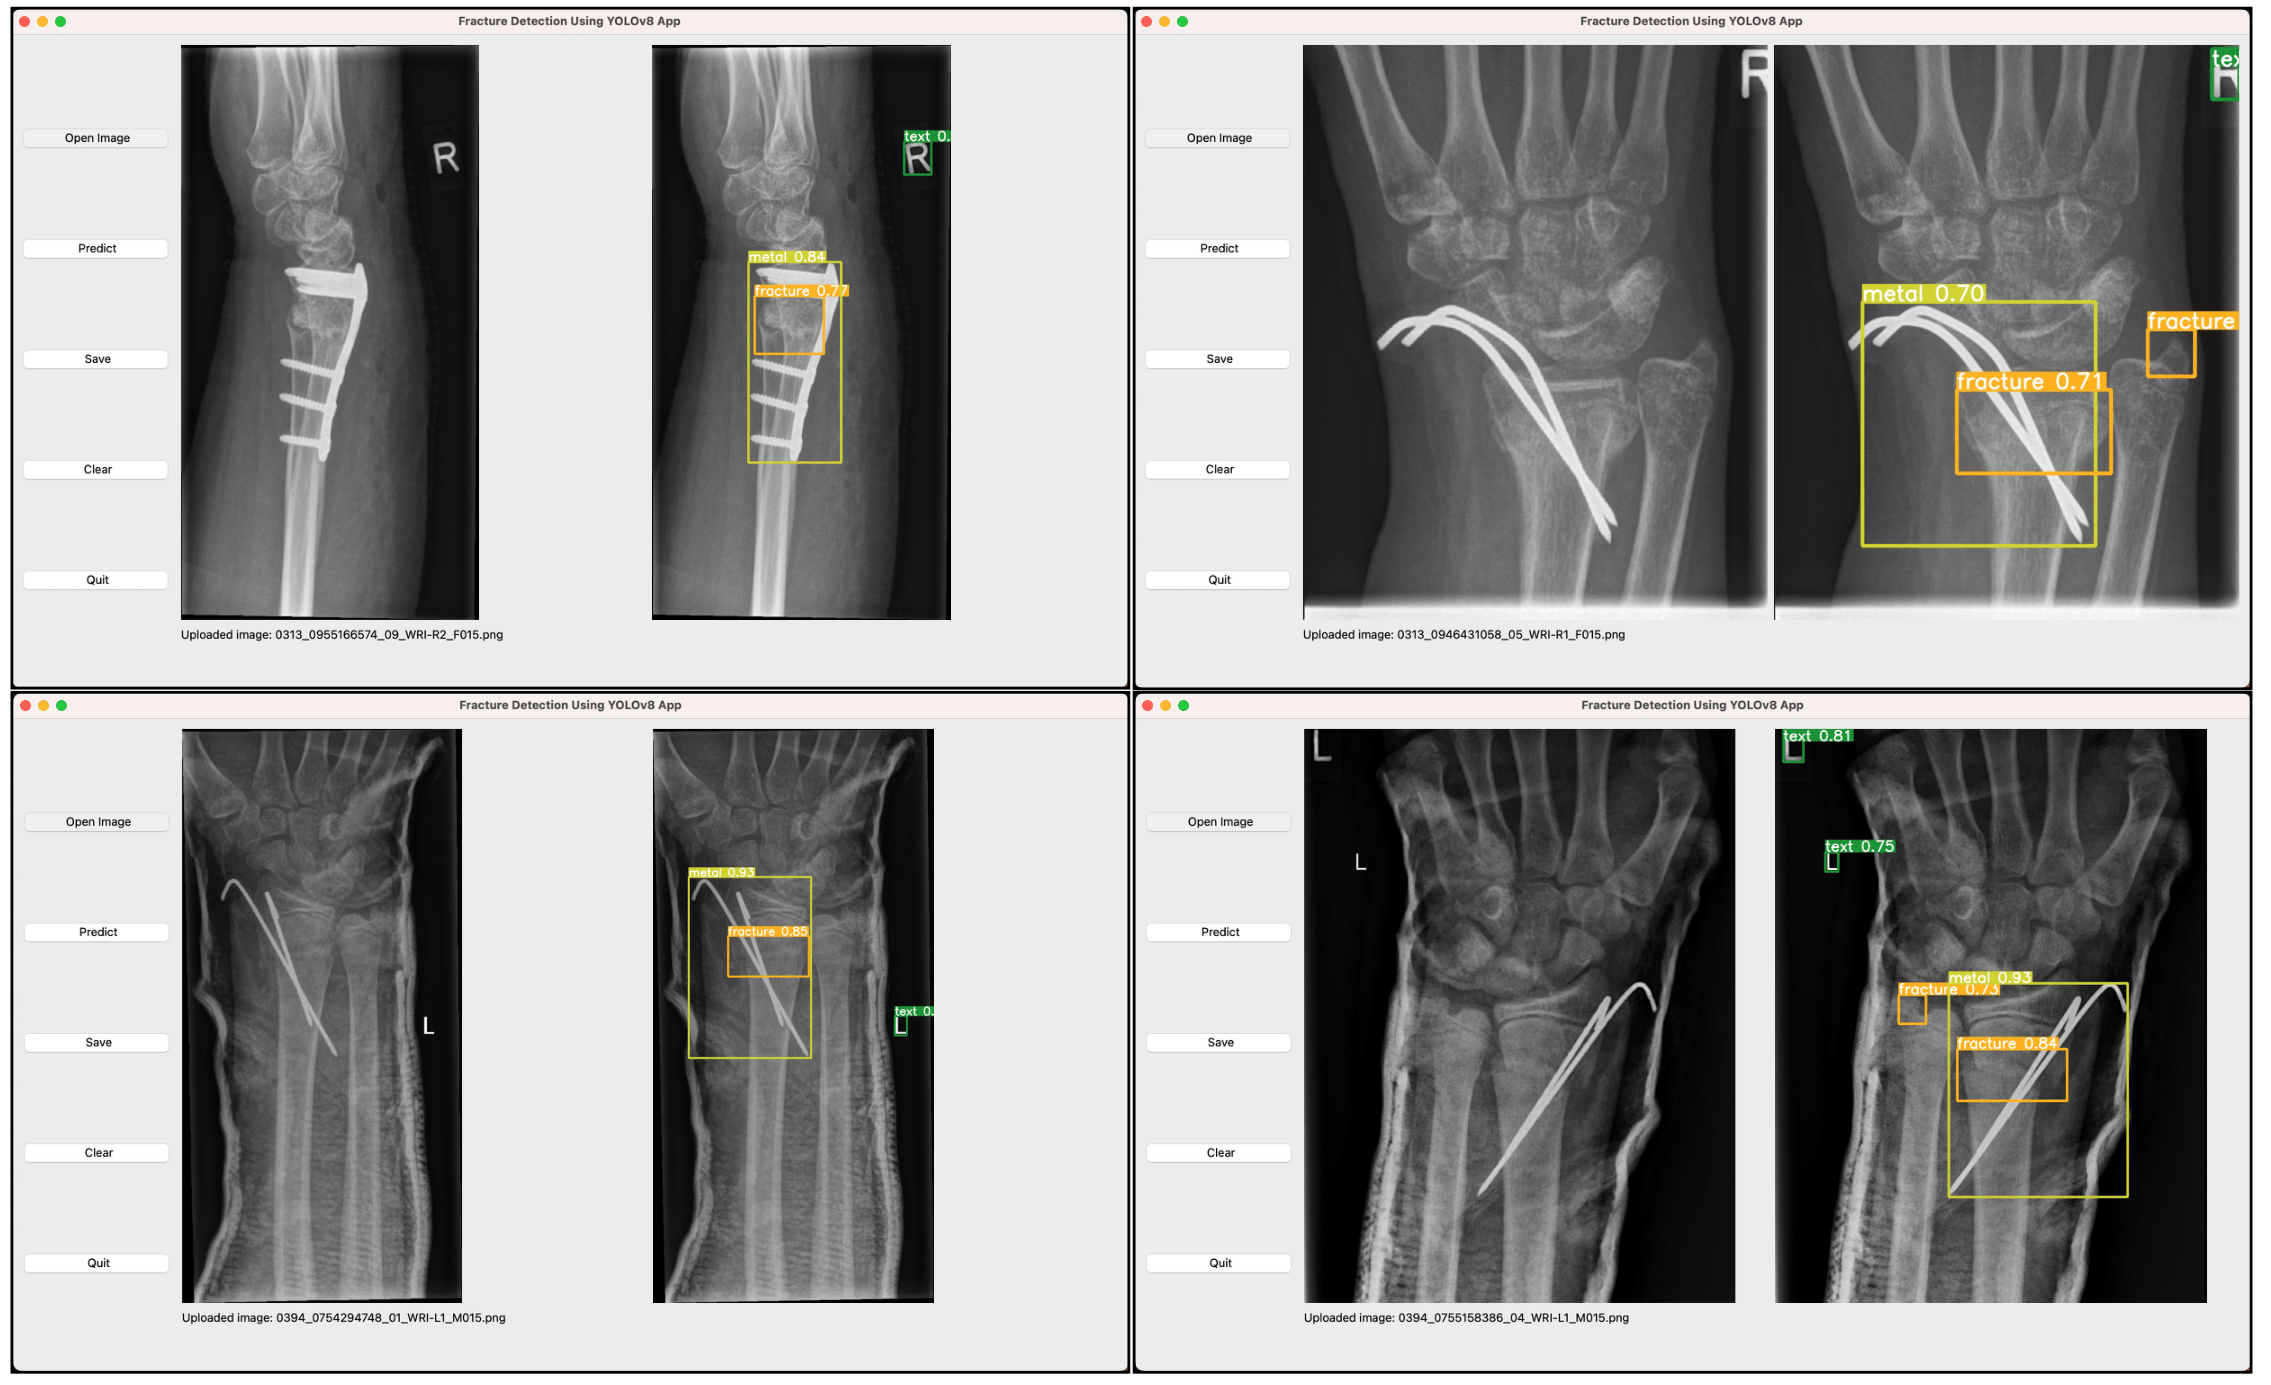 Fracture Detection Using YOLOv8 App
Open Image
Predict
Save
Clear
Quit
R
text 0.
R
metal 0.84
fracture 0.77
Uploaded image: 0313_0955166574_09_WRI-R2_F015.png
Fracture Detection Using YOLOv8 App
Open Image
Predict
Save
Clear
Quit
R
tex
R
metal 0.70
fracture
fracture 0.71
Uploaded image: 0313_0946431058_05_WRI-R1_F015.png
Fracture Detection Using YOLOv8 App
Open Image
Predict
Save
Clear
Quit
L
metal 0.93
fracture 0.85
text 0.
L
Uploaded image: 0394_0754294748_01_WRI-L1_M015.png
Fracture Detection Using YOLOv8 App
Open Image
Predict
Save
Clear
Quit
L
L
text 0.81
L
text 0.75
L
metal 0.93
fracture 0.73
fracture 0.84
Uploaded image: 0394_0755158386_04_WRI-L1_M015.png